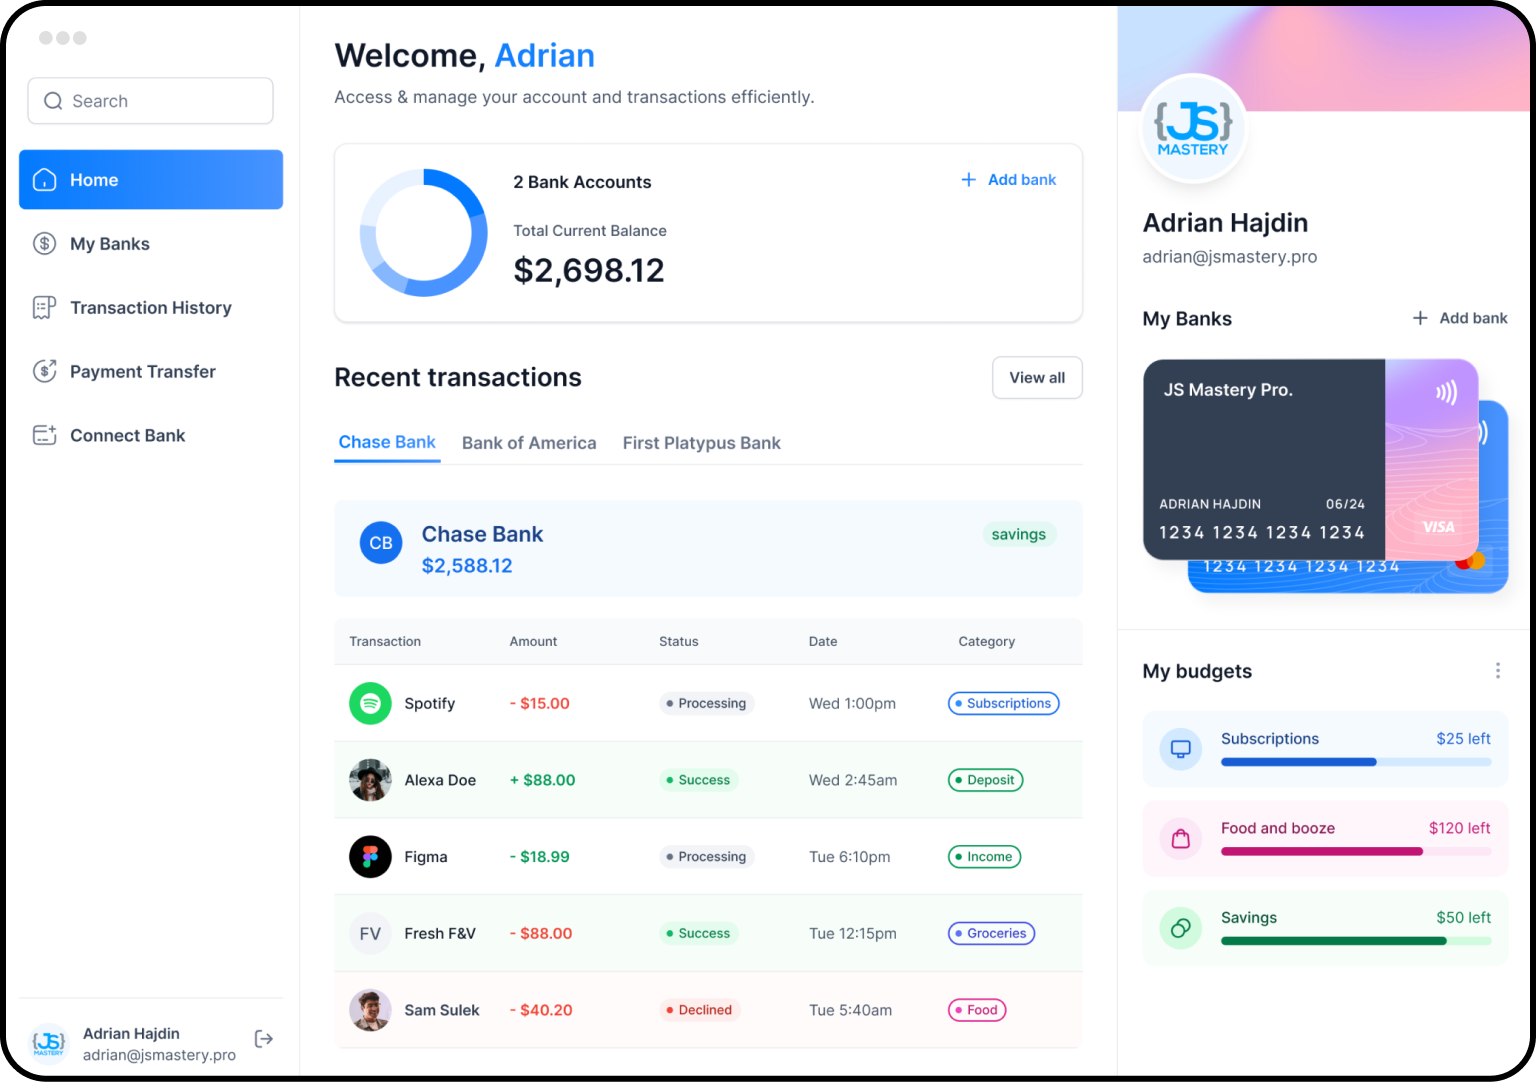 Search
Home
My Banks
Transaction History
Payment Transfer
Connect Bank
{JS}
MASTERY
Adrian Hajdin
adrian@jsmastery.pro
Welcome, Adrian
Access & manage your account and transactions efficiently.
2 Bank Accounts
+ Add bank
Total Current Balance
$2,698.12
Recent transactions
View all
Chase Bank Bank of America First Platypus Bank
CB
Chase Bank
$2,588.12
savings
Transaction Amount Status Date Category
Spotify - $15.00 Processing Wed 1:00pm Subscriptions
Alexa Doe + $88.00 Success Wed 2:45am Deposit
Figma - $18.99 Processing Tue 6:10pm Income
FV Fresh F&V - $88.00 Success Tue 12:15pm Groceries
Sam Sulek - $40.20 Declined Tue 5:40am Food
{JS}
MASTERY
Adrian Hajdin
adrian@jsmastery.pro
My Banks
+ Add bank
JS Mastery Pro.
ADRIAN HAJDIN 06/24
1234 1234 1234 1234
VISA
1234 1234 1234 1234
My budgets
Subscriptions $25 left
Food and booze $120 left
Savings $50 left